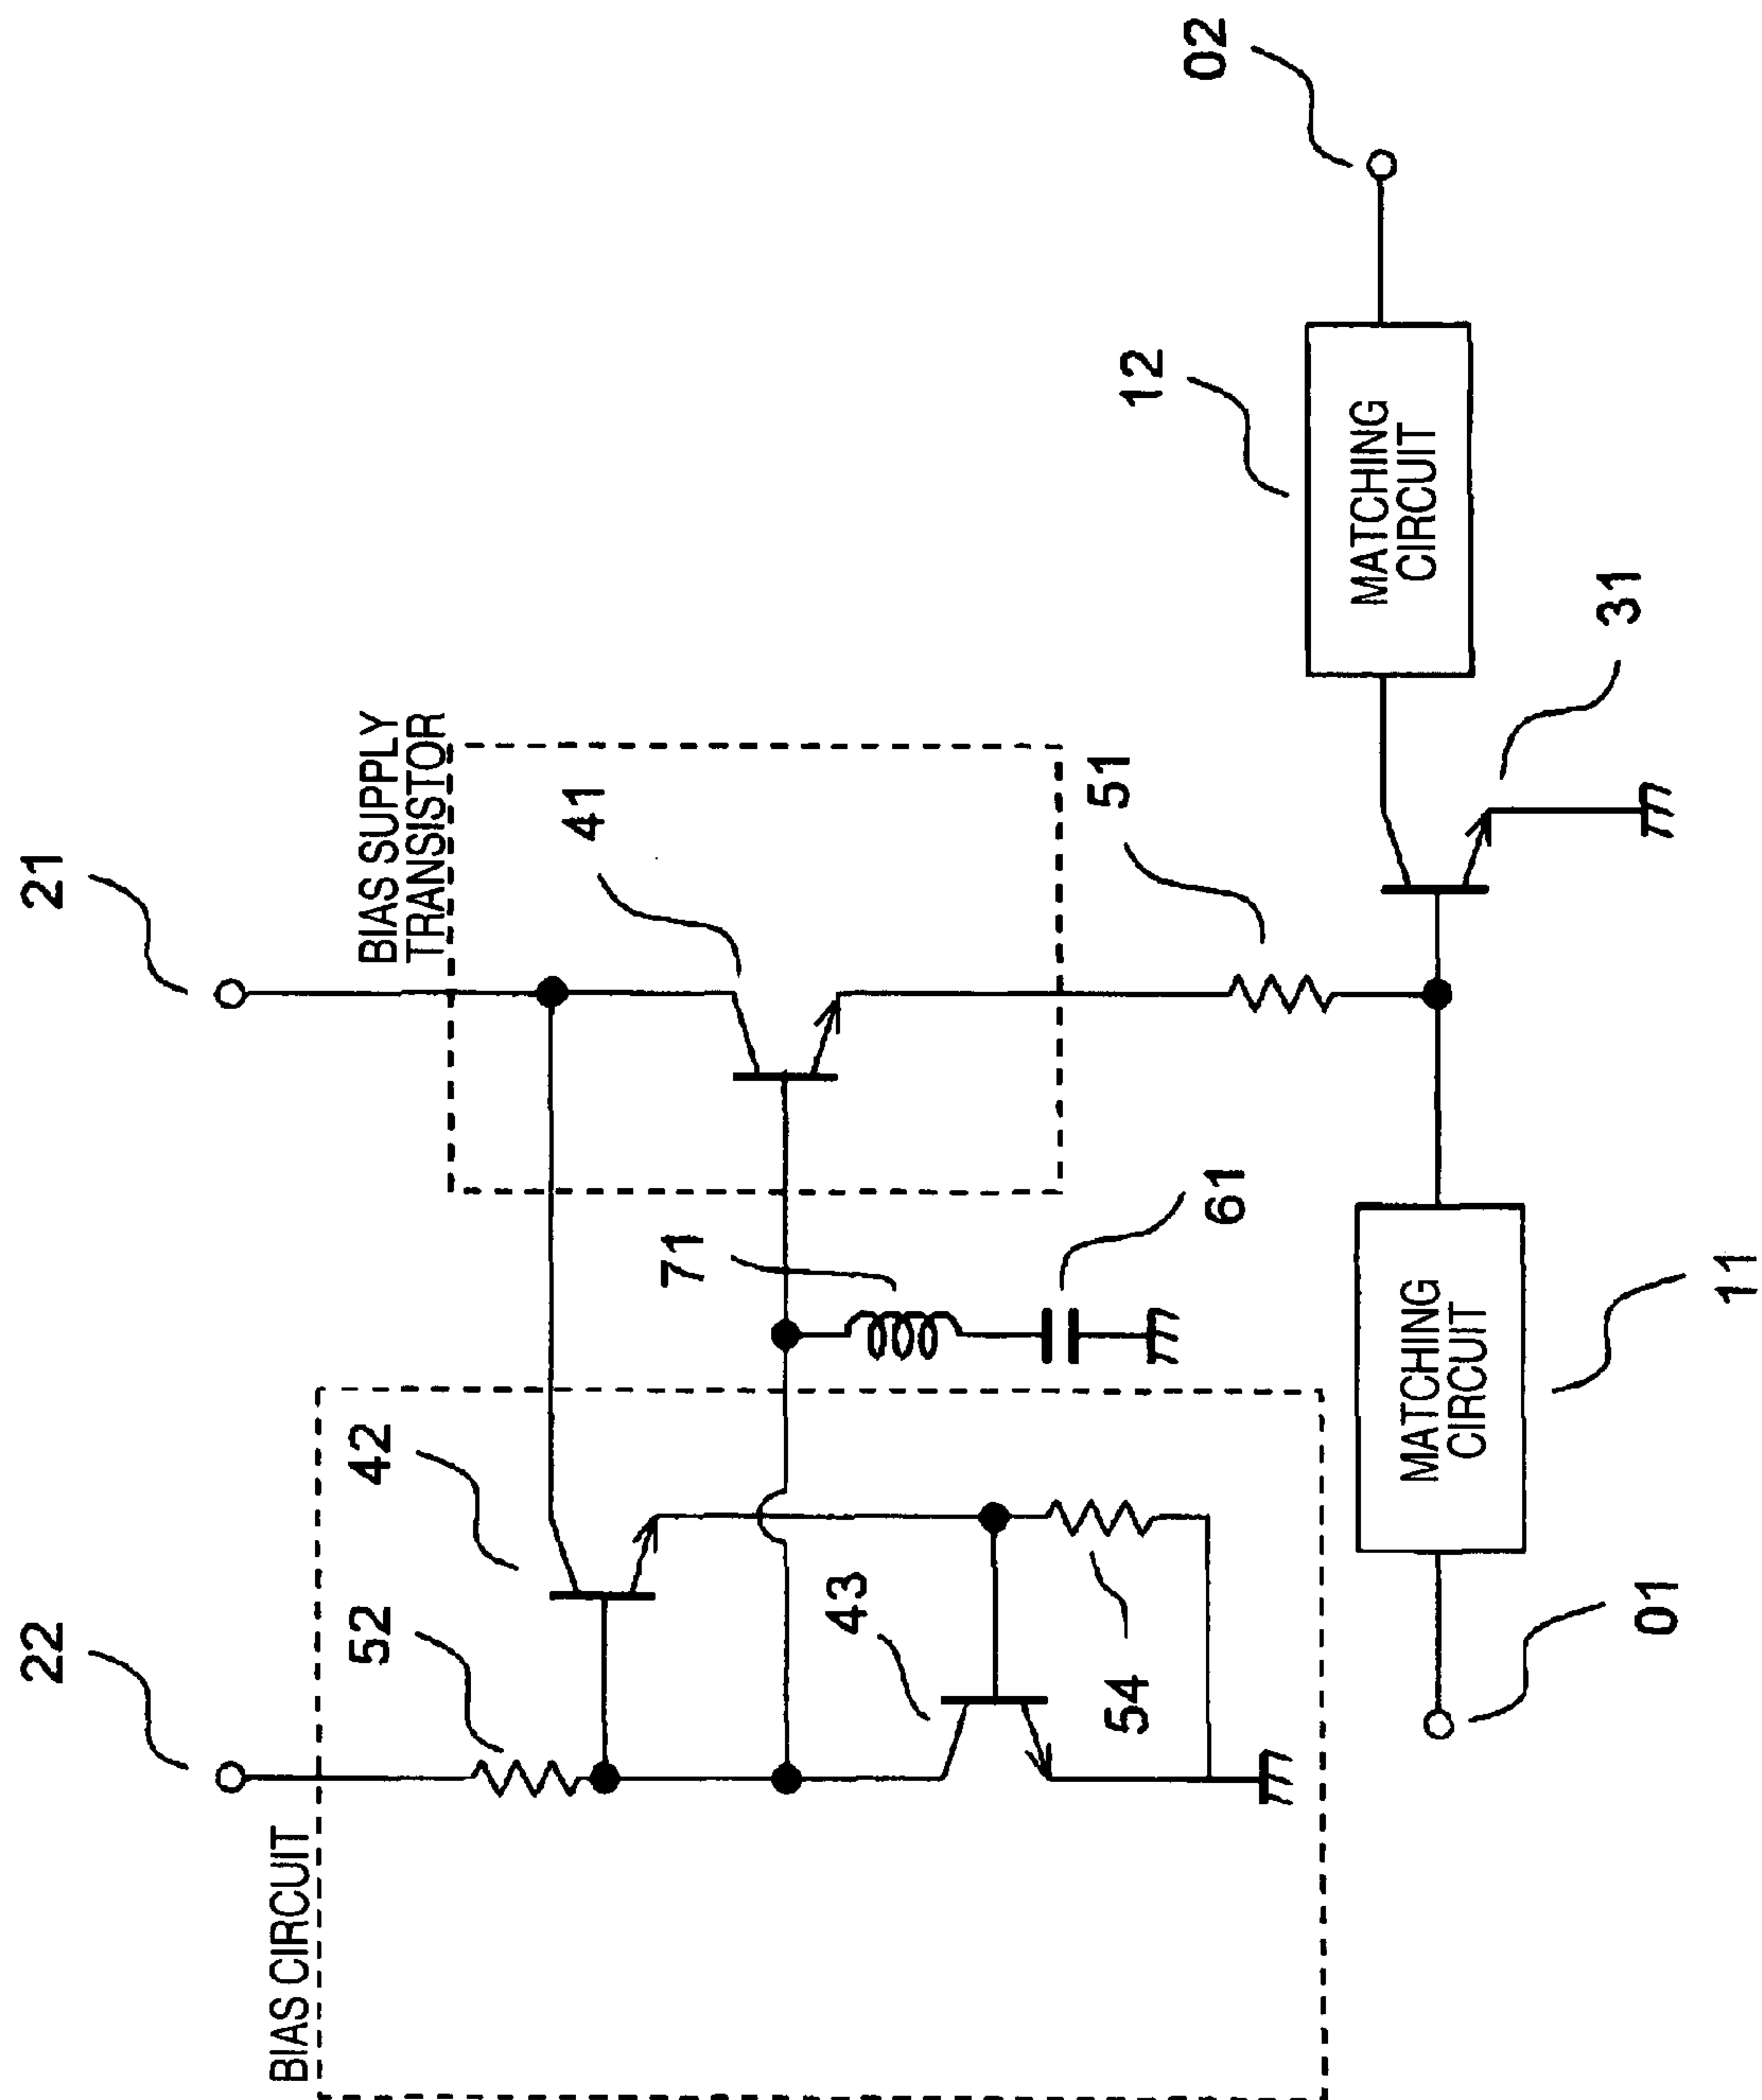 22
21
BIAS CIRCUIT
52
42
BIAS SUPPLY
TRANSISTOR
41
43
71
54
61
51
12
02
MATCHING
CIRCUIT
MATCHING
CIRCUIT
31
01
11